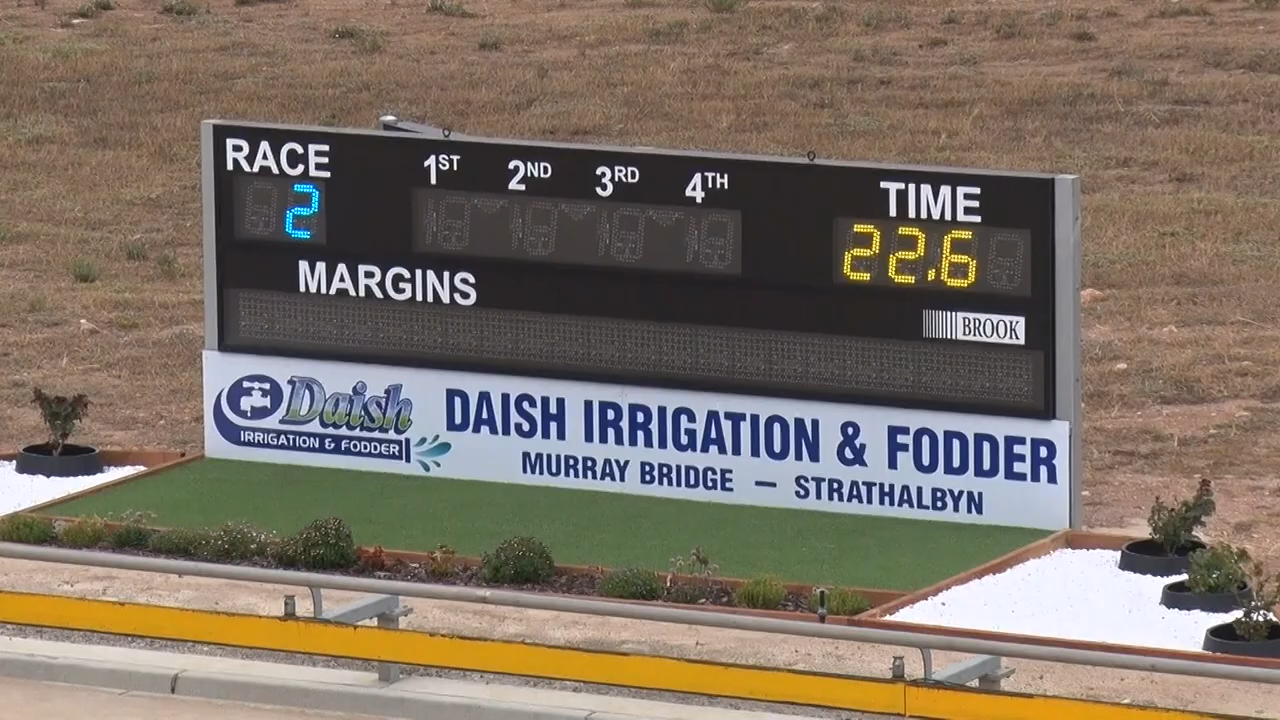 RACE 1ST 2ND 3RD 4TH TIME
2 22.6
MARGINS
BROOK
Daish
IRRIGATION & FODDER
DAISH IRRIGATION & FODDER
MURRAY BRIDGE – STRATHALBYN